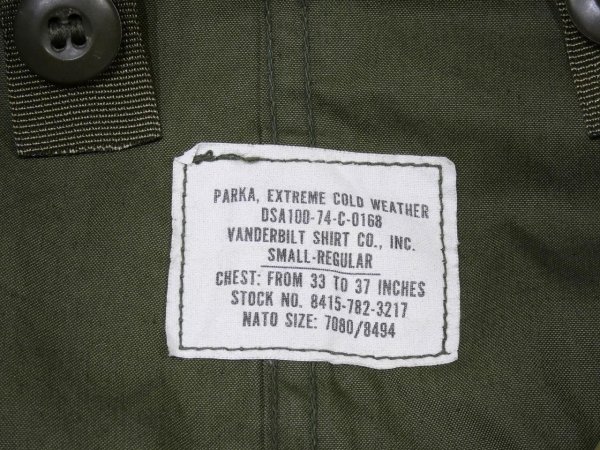 PARKA, EXTREME COLD WEATHER
DSA100-74-C-0168
VANDERBILT SHIRT CO., INC.
SMALL-REGULAR
CHEST: FROM 33 TO 37 INCHES
STOCK NO. 8415-782-3217
NATO SIZE: 7080/8494